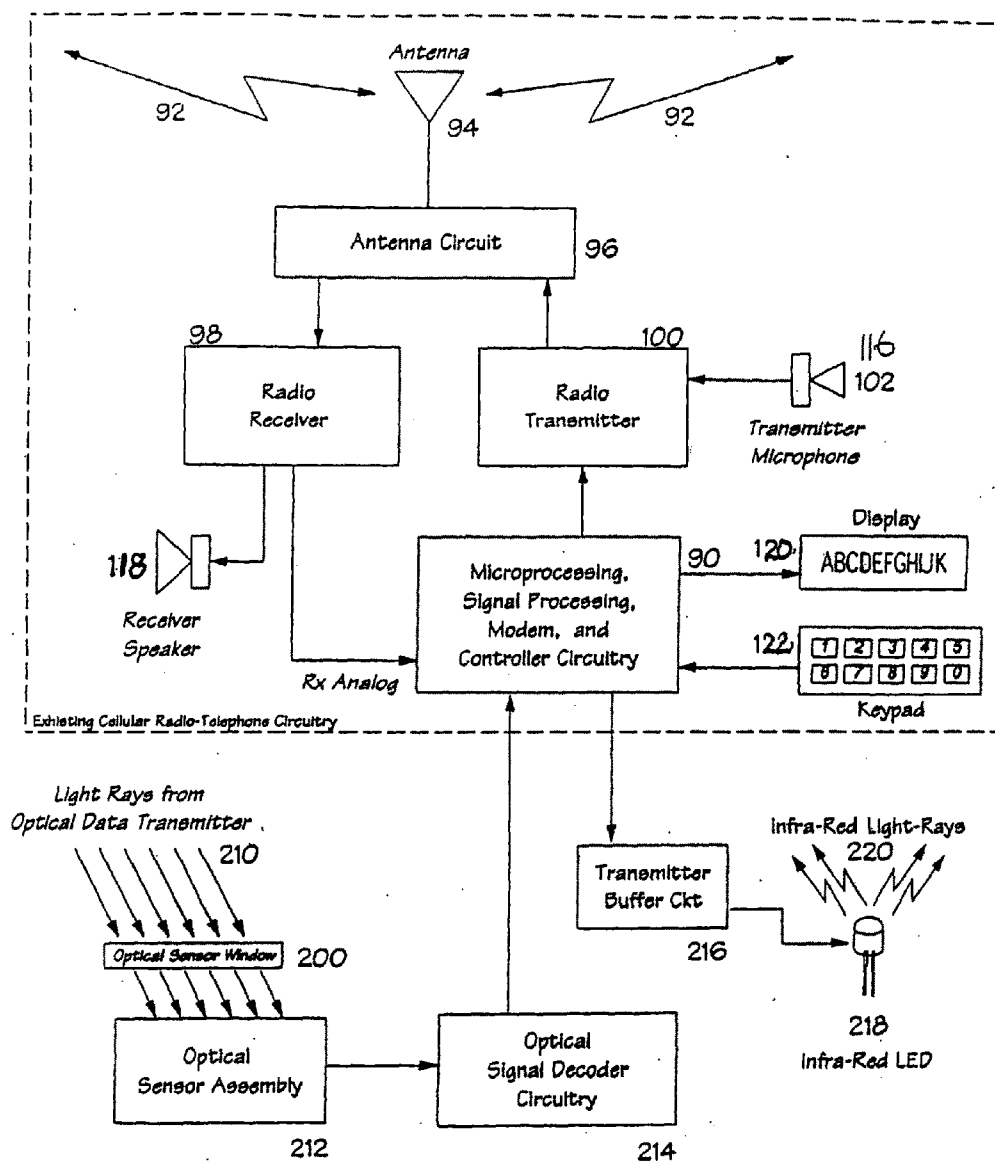 Antenna
92
92
94
Antenna Circuit
96
98
Radio
Receiver
100
Radio
Transmitter
116
102
Transmitter
Microphone
118
Receiver
Speaker
Rx Analog
Microprocessing,
Signal Processing,
Modem, and
Controller Circuitry
90
Display
120
ABCDEFGHIJK
122
1 2 3 4 5
6 7 8 9 0
Keypad
Exhisting Cellular Radio-Telephone Circuitry
Light Rays from
Optical Data Transmitter
210
Optical Sensor Window
200
Optical
Sensor Assembly
212
Optical
Signal Decoder
Circuitry
214
Transmitter
Buffer Ckt
216
Infra-Red Light-Rays
220
218
Infra-Red LED